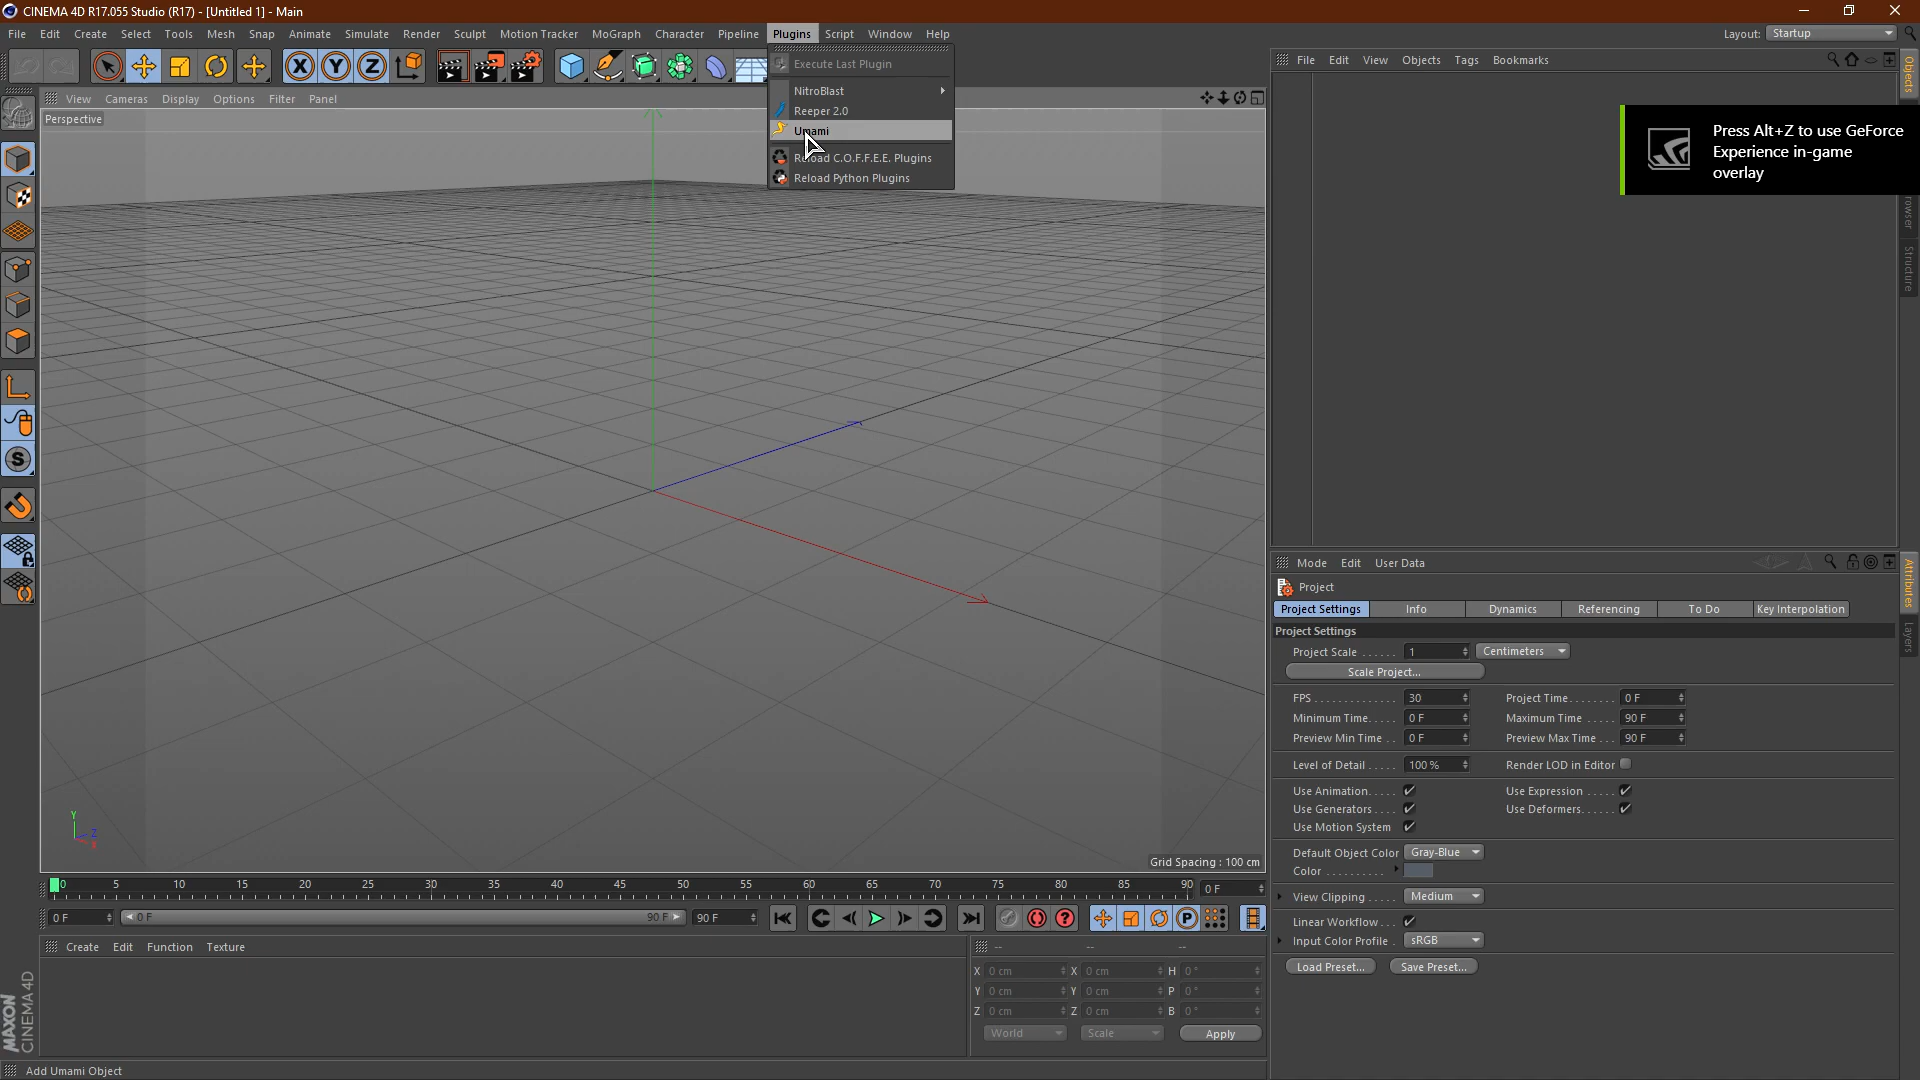 CINEMA 4D R17.055 Studio (R17) - [Untitled 1] - Main
File Edit Create Select Tools Mesh Snap Animate Simulate Render Sculpt Motion Tracker MoGraph Character Pipeline Plugins Script Window Help
Layout: Startup
Execute Last Plugin
NitroBlast
Reeper 2.0
Umami
Reload C.O.F.F.E.E. Plugins
Reload Python Plugins
View Cameras Display Options Filter Panel
Perspective
X Y Z
Y
Z
X
S
Grid Spacing : 100 cm
File Edit View Objects Tags Bookmarks
Objects
Structure
Press Alt+Z to use GeForce
Experience in-game
overlay
Mode Edit User Data
Attributes
Layers
Project
Project Settings Info Dynamics Referencing To Do Key Interpolation
Project Settings
Project Scale ...... 1 Centimeters
Scale Project...
FPS ............. 30 Project Time........ 0 F
Minimum Time..... 0 F Maximum Time ..... 90 F
Preview Min Time .. 0 F Preview Max Time ... 90 F
Level of Detail ..... 100 % Render LOD in Editor
Use Animation..... Use Expression .....
Use Generators.... Use Deformers......
Use Motion System
Default Object Color Gray-Blue
Color ..........
View Clipping ..... Medium
Linear Workflow...
Input Color Profile . sRGB
Load Preset... Save Preset...
0 5 10 15 20 25 30 35 40 45 50 55 60 65 70 75 80 85 90 0 F
0 F 0 F 90 F 90 F
P
Create Edit Function Texture
-- -- --
X 0 cm X 0 cm H 0 °
Y 0 cm Y 0 cm P 0 °
Z 0 cm Z 0 cm B 0 °
World Scale Apply
MAXON
CINEMA 4D
Add Umami Object